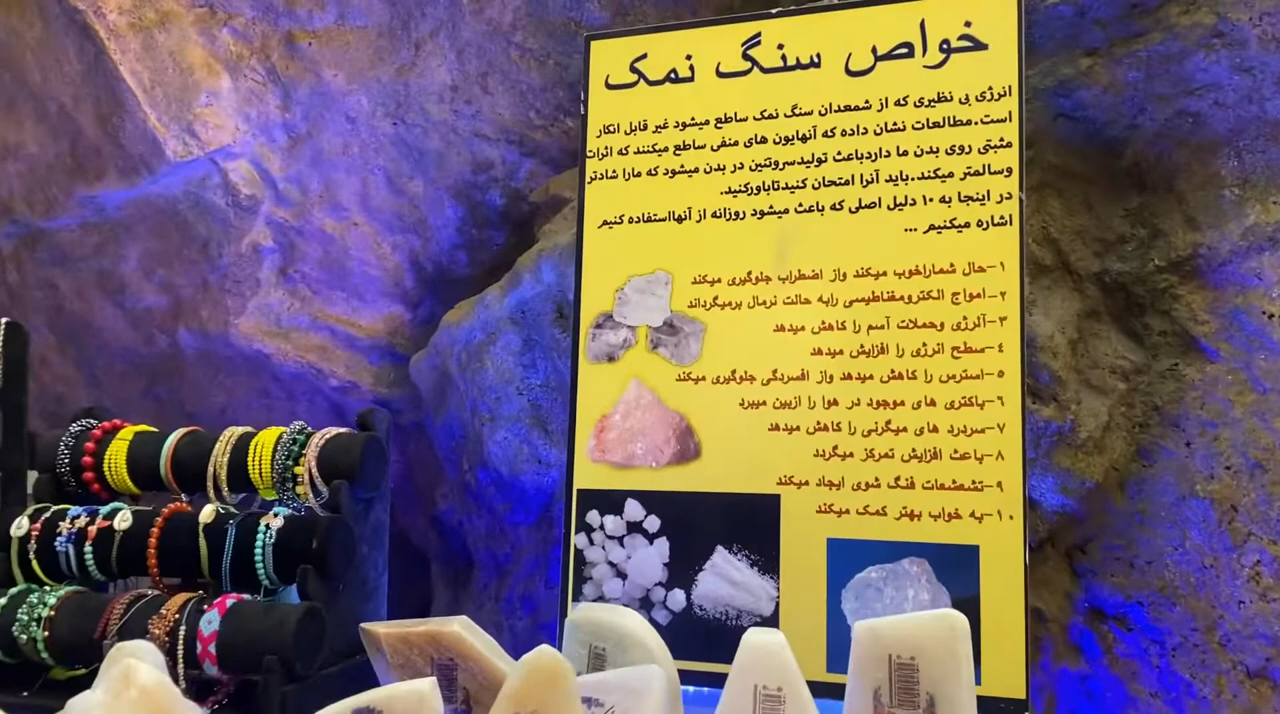 خواص سنگ نمک
انرژی بی نظیری که از شمعدان سنگ نمک ساطع میشود غیر قابل انکار
است.مطالعات نشان داده که آنهایون های منفی ساطع میکنند که اثرات
مثبتی روی بدن ما داردباعث تولیدسروتنین در بدن میشود که مارا شادتر
وسالمتر میکند.باید آنرا امتحان کنیدتاباورکنید.
در اینجا به ۱۰ دلیل اصلی که باعث میشود روزانه از آنهااستفاده کنیم
اشاره میکنیم ...
۱-حال شماراخوب میکند واز اضطراب جلوگیری میکند
۲-امواج الکترومغناطیسی رابه حالت نرمال برمیگرداند
۳-آلرژی وحملات آسم را کاهش میدهد
٤-سطح انرژی را افزایش میدهد
۵-استرس را کاهش میدهد واز افسردگی جلوگیری میکند
٦-باکتری های موجود در هوا را ازبین میبرد
۷-سردرد های میگرنی را کاهش میدهد
۸-باعث افزایش تمرکز میگردد
۹-تشعشعات فنگ شوی ایجاد میکند
۱۰-به خواب بهتر کمک میکند